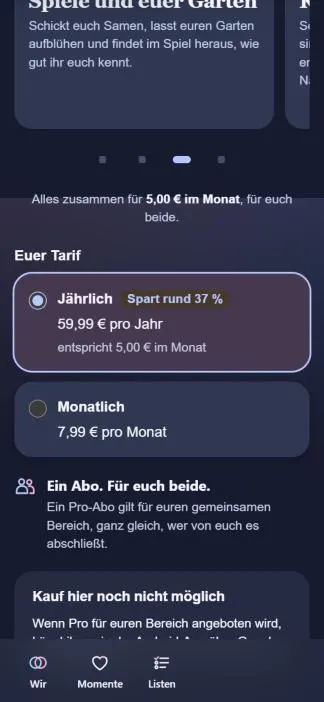 Spiele und euer Garten
Schickt euch Samen, lasst euren Garten
aufblühen und findet im Spiel heraus, wie
gut ihr euch kennt.
Alles zusammen für 5,00 € im Monat, für euch
beide.
Euer Tarif
Jährlich Spart rund 37 %
59,99 € pro Jahr
entspricht 5,00 € im Monat
Monatlich
7,99 € pro Monat
Ein Abo. Für euch beide.
Ein Pro-Abo gilt für euren gemeinsamen
Bereich, ganz gleich, wer von euch es
abschließt.
Kauf hier noch nicht möglich
Wenn Pro für euren Bereich angeboten wird,
Wir Momente Listen